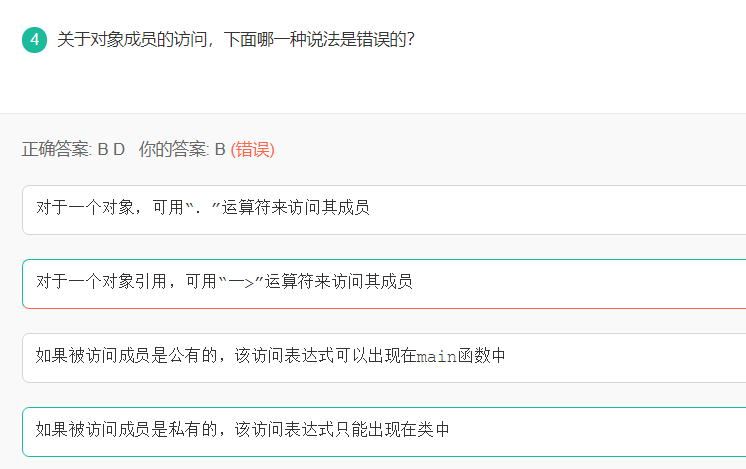 4 关于对象成员的访问，下面哪一种说法是错误的？
正确答案: B D 你的答案: B (错误)
对于一个对象，可用“．”运算符来访问其成员
对于一个对象引用，可用“一>”运算符来访问其成员
如果被访问成员是公有的，该访问表达式可以出现在main函数中
如果被访问成员是私有的，该访问表达式只能出现在类中